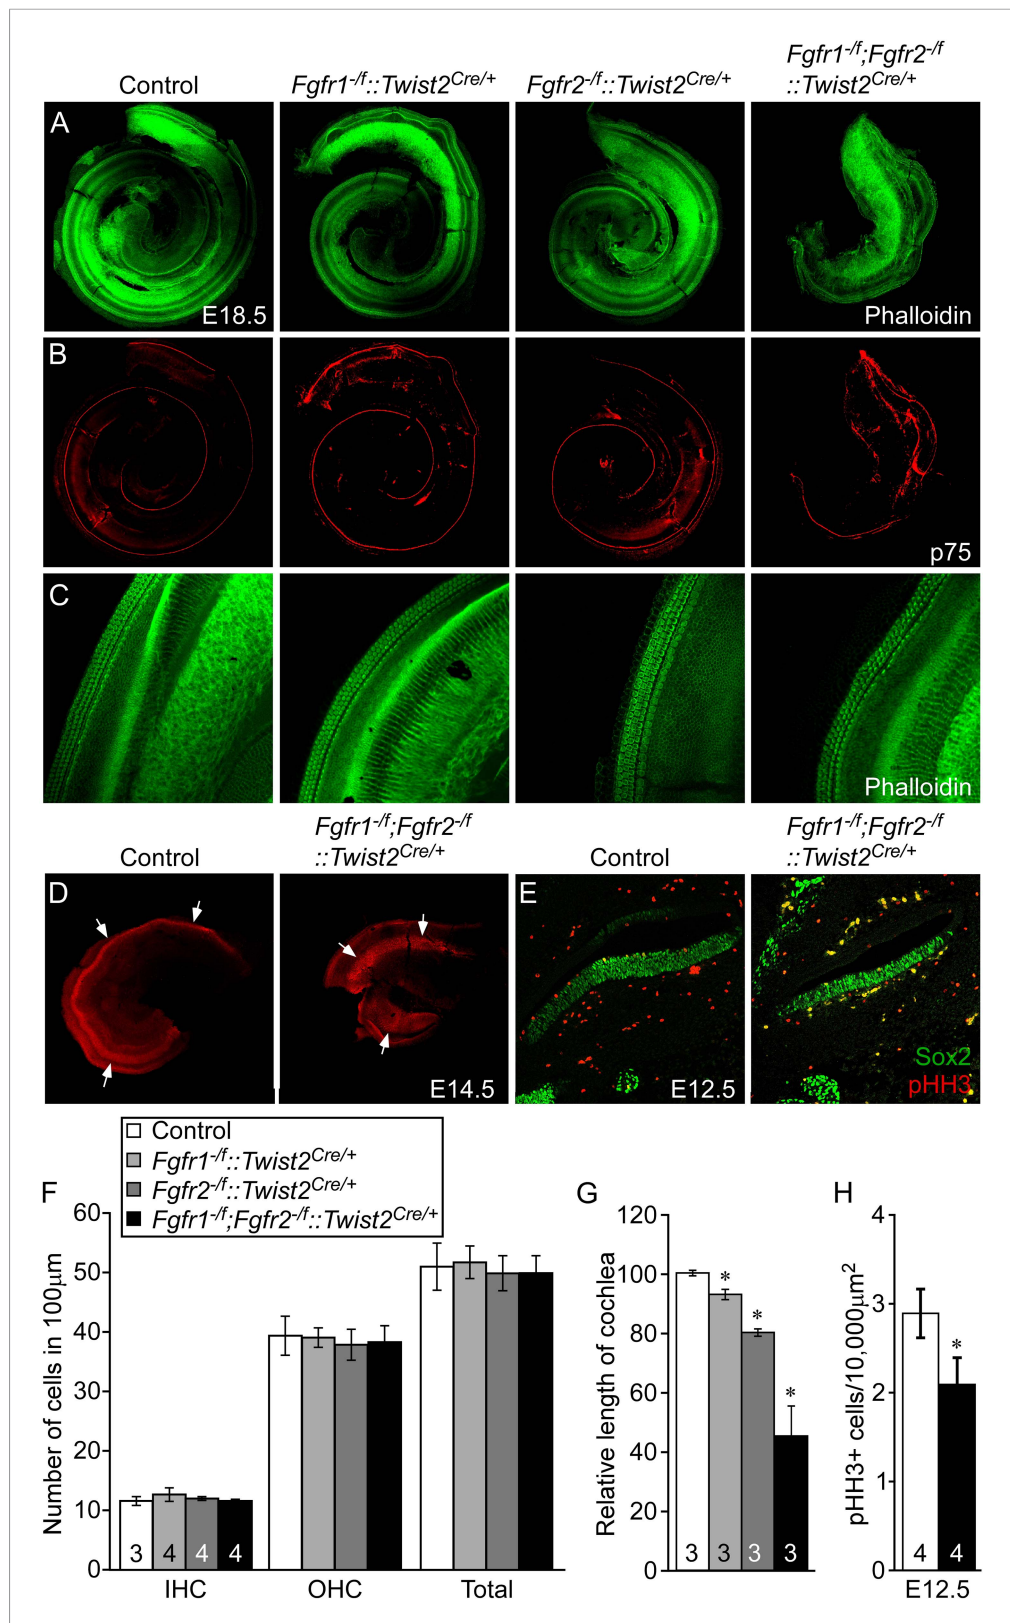 Fgfr1-/f;Fgfr2-/f
Control Fgfr1-/f::Twist2Cre/+ Fgfr2-/f::Twist2Cre/+ ::Twist2Cre/+
A
E18.5 Phalloidin
B
p75
C
Phalloidin
Fgfr1-/f;Fgfr2-/f Fgfr1-/f;Fgfr2-/f
Control ::Twist2Cre/+ Control ::Twist2Cre/+
D E
Sox2
E14.5 E12.5 pHH3
Control
Fgfr1-/f::Twist2Cre/+
Fgfr2-/f::Twist2Cre/+
Fgfr1-/f;Fgfr2-/f::Twist2Cre/+
F
Number of cells in 100µm
60
50
40
30
20
10
0
3 4 4 4
IHC OHC Total
G
Relative length of cochlea
120
100
80
60
40
20
0
* * *
3 3 3 3
H
pHH3+ cells/10,000µm2
4
3
2
1
0
*
4 4
E12.5